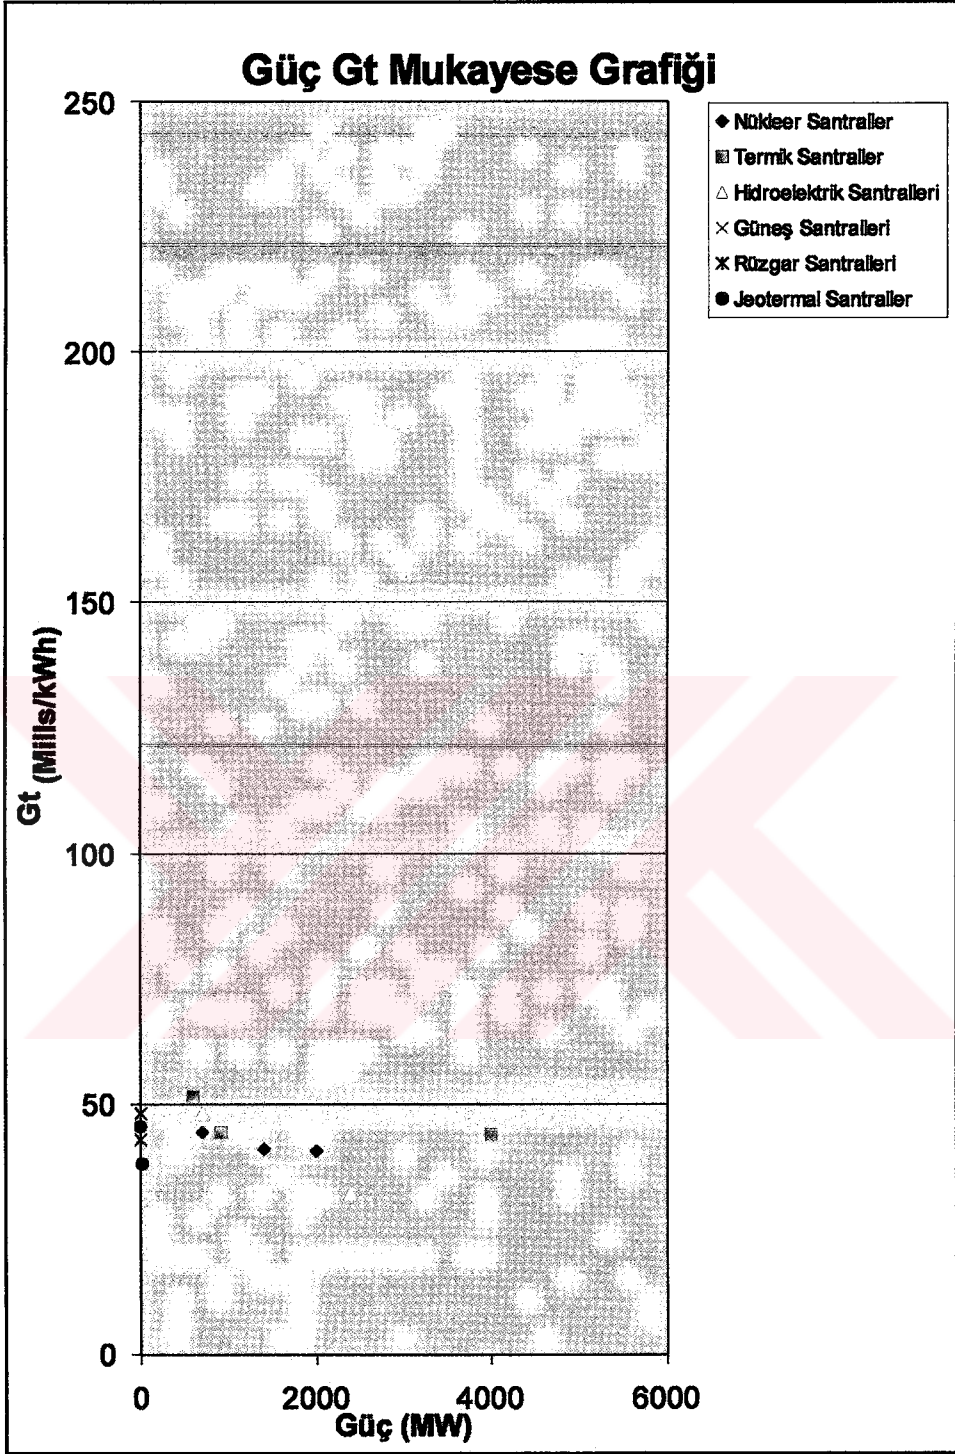 Güç Gt Mukayese Grafiği
250
200
150
100
50
0
Gt (Mills/kWh)
0 2000 4000 6000
Güç (MW)
Nükleer Santraller
Termik Santraller
Hidroelektrik Santralleri
Güneş Santralleri
Rüzgar Santralleri
Jeotermal Santraller